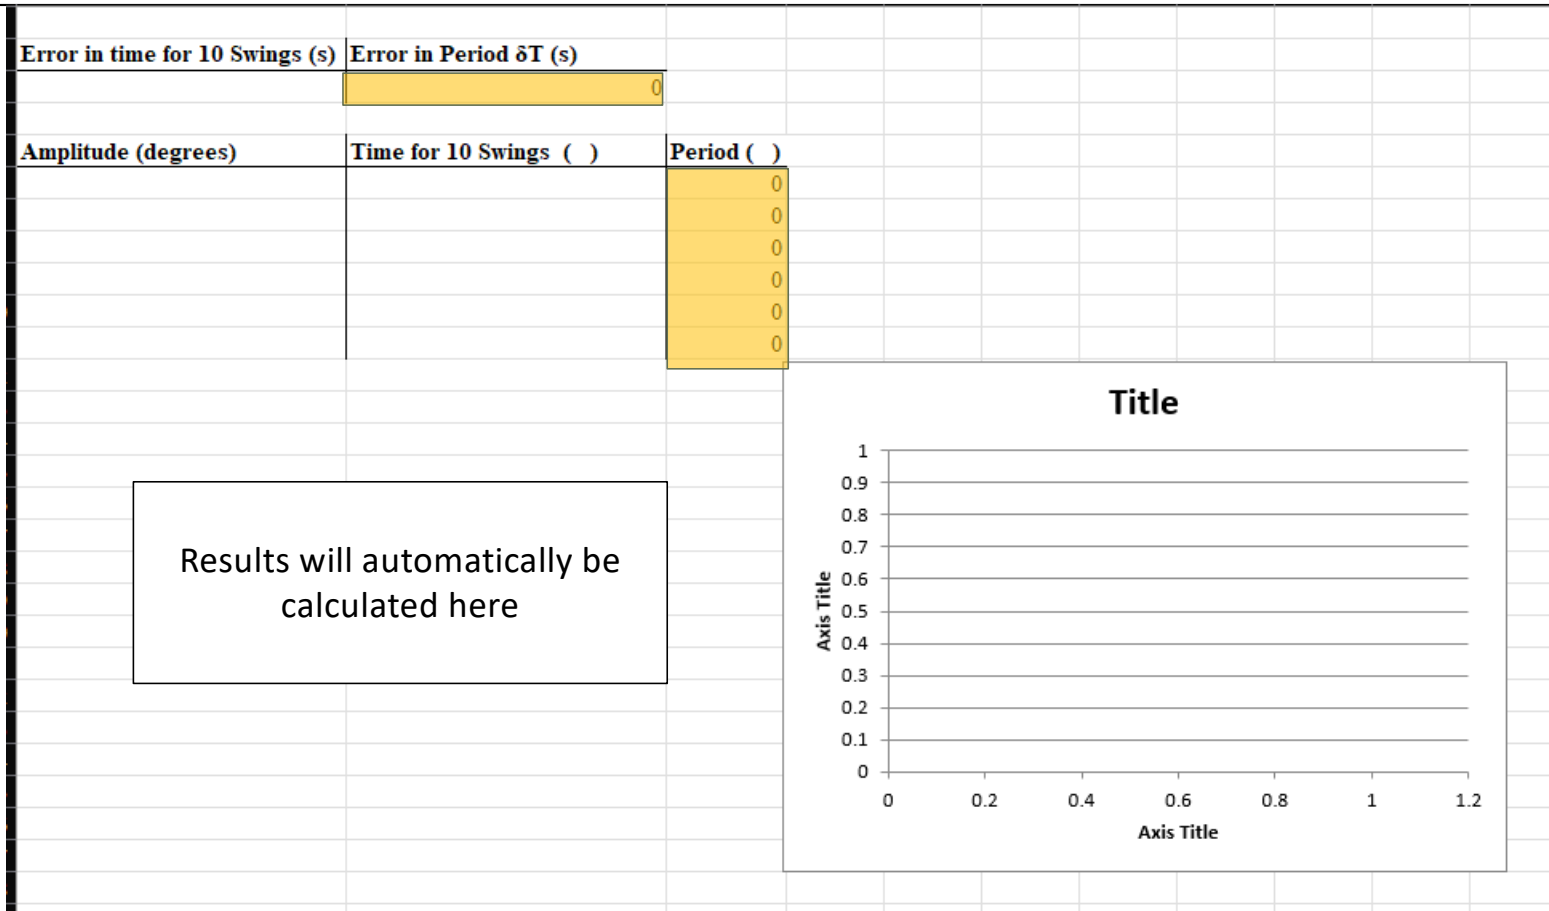 Error in time for 10 Swings (s) Error in Period δT (s)
0
Amplitude (degrees) Time for 10 Swings ( ) Period ( )
0
0
0
0
0
0
Results will automatically be
calculated here
Title
1
0.9
0.8
0.7
0.6
0.5
0.4
0.3
0.2
0.1
0
Axis Title
0 0.2 0.4 0.6 0.8 1 1.2
Axis Title